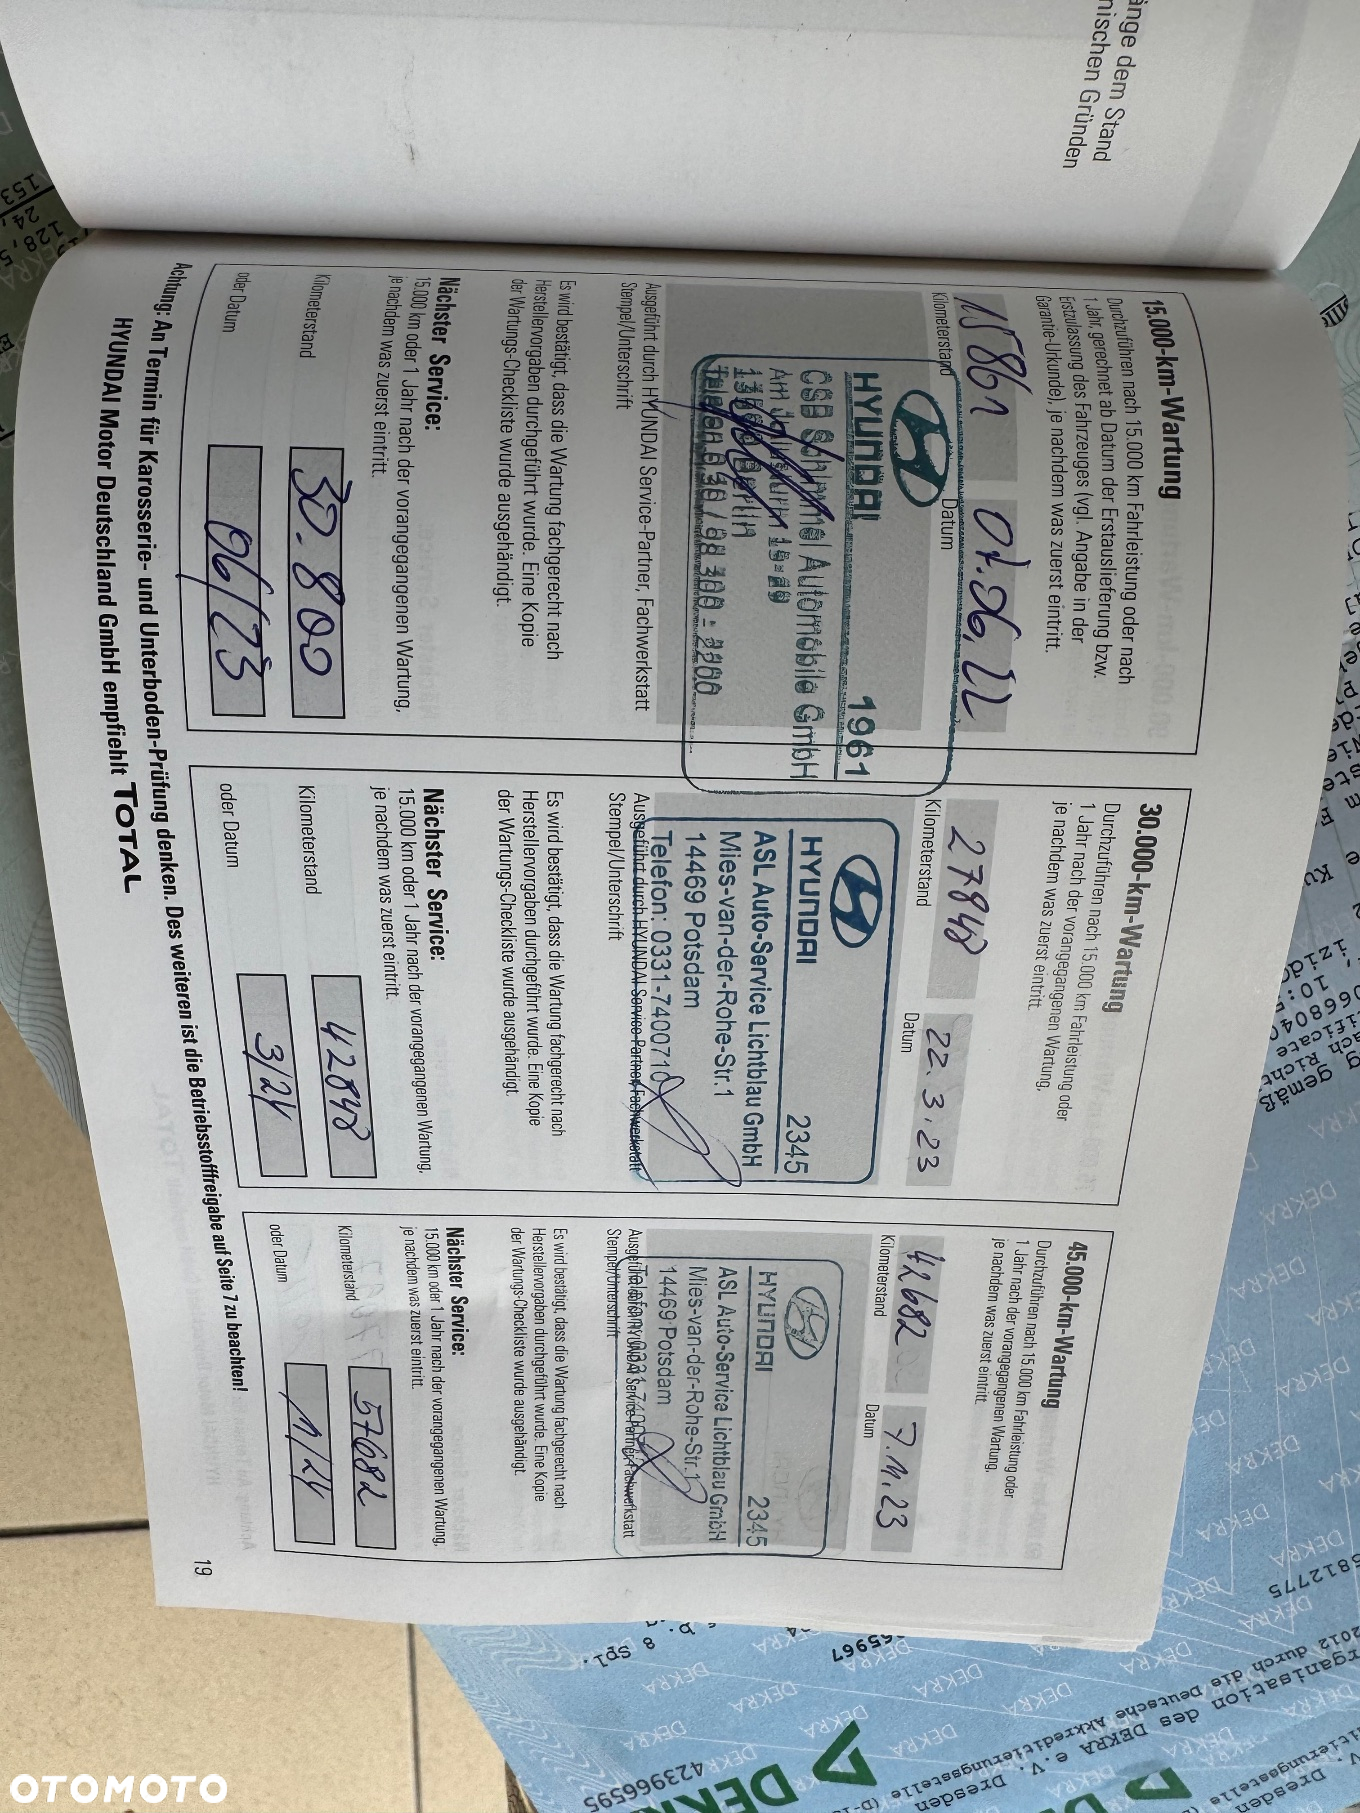 änge dem Stand
nischen Gründen
15.000-km-Wartung
Durchzuführen nach 15.000 km Fahrleistung oder nach
1 Jahr, gerechnet ab Datum der Erstauslieferung bzw.
Erstzulassung des Fahrzeuges (vgl. Angabe in der
Garantie-Urkunde), je nachdem was zuerst eintritt.
15861
07.06.22
Kilometerstand
Datum
HYUNDAI 1961
Automobile GmbH
Ausgeführt durch HYUNDAI Service-Partner, Fachwerkstatt
Stempel/Unterschrift
Es wird bestätigt, dass die Wartung fachgerecht nach
Herstellervorgaben durchgeführt wurde. Eine Kopie
der Wartungs-Checkliste wurde ausgehändigt.
Nächster Service:
15.000 km oder 1 Jahr nach der vorangegangenen Wartung,
je nachdem was zuerst eintritt.
Kilometerstand
30.800
oder Datum
06/23
30.000-km-Wartung
Durchzuführen nach 15.000 km Fahrleistung oder
1 Jahr nach der vorangegangenen Wartung,
je nachdem was zuerst eintritt.
27848
22.3.23
Kilometerstand
Datum
HYUNDAI 2345
ASL Auto-Service Lichtblau GmbH
Mies-van-der-Rohe-Str.1
14469 Potsdam
Telefon: 0331-7400710
Ausgeführt durch HYUNDAI Service-Partner, Fachwerkstatt
Stempel/Unterschrift
Es wird bestätigt, dass die Wartung fachgerecht nach
Herstellervorgaben durchgeführt wurde. Eine Kopie
der Wartungs-Checkliste wurde ausgehändigt.
Nächster Service:
15.000 km oder 1 Jahr nach der vorangegangenen Wartung,
je nachdem was zuerst eintritt.
Kilometerstand
42848
oder Datum
3/24
45.000-km-Wartung
Durchzuführen nach 15.000 km Fahrleistung oder
1 Jahr nach der vorangegangenen Wartung,
je nachdem was zuerst eintritt.
42682
7.11.23
Kilometerstand
Datum
HYUNDAI 2345
ASL Auto-Service Lichtblau GmbH
Mies-van-der-Rohe-Str.1
14469 Potsdam
Stempel/Unterschrift
Es wird bestätigt, dass die Wartung fachgerecht nach
Herstellervorgaben durchgeführt wurde. Eine Kopie
der Wartungs-Checkliste wurde ausgehändigt.
Nächster Service:
15.000 km oder 1 Jahr nach der vorangegangenen Wartung,
je nachdem was zuerst eintritt.
Kilometerstand
57682
oder Datum
11/24
Achtung: An Termin für Karosserie- und Unterboden-Prüfung denken. Des weiteren ist die Betriebsstofffreigabe auf Seite 7 zu beachten!
HYUNDAI Motor Deutschland GmbH empfiehlt TOTAL
19
DEKRA
423966595
OTOMOTO